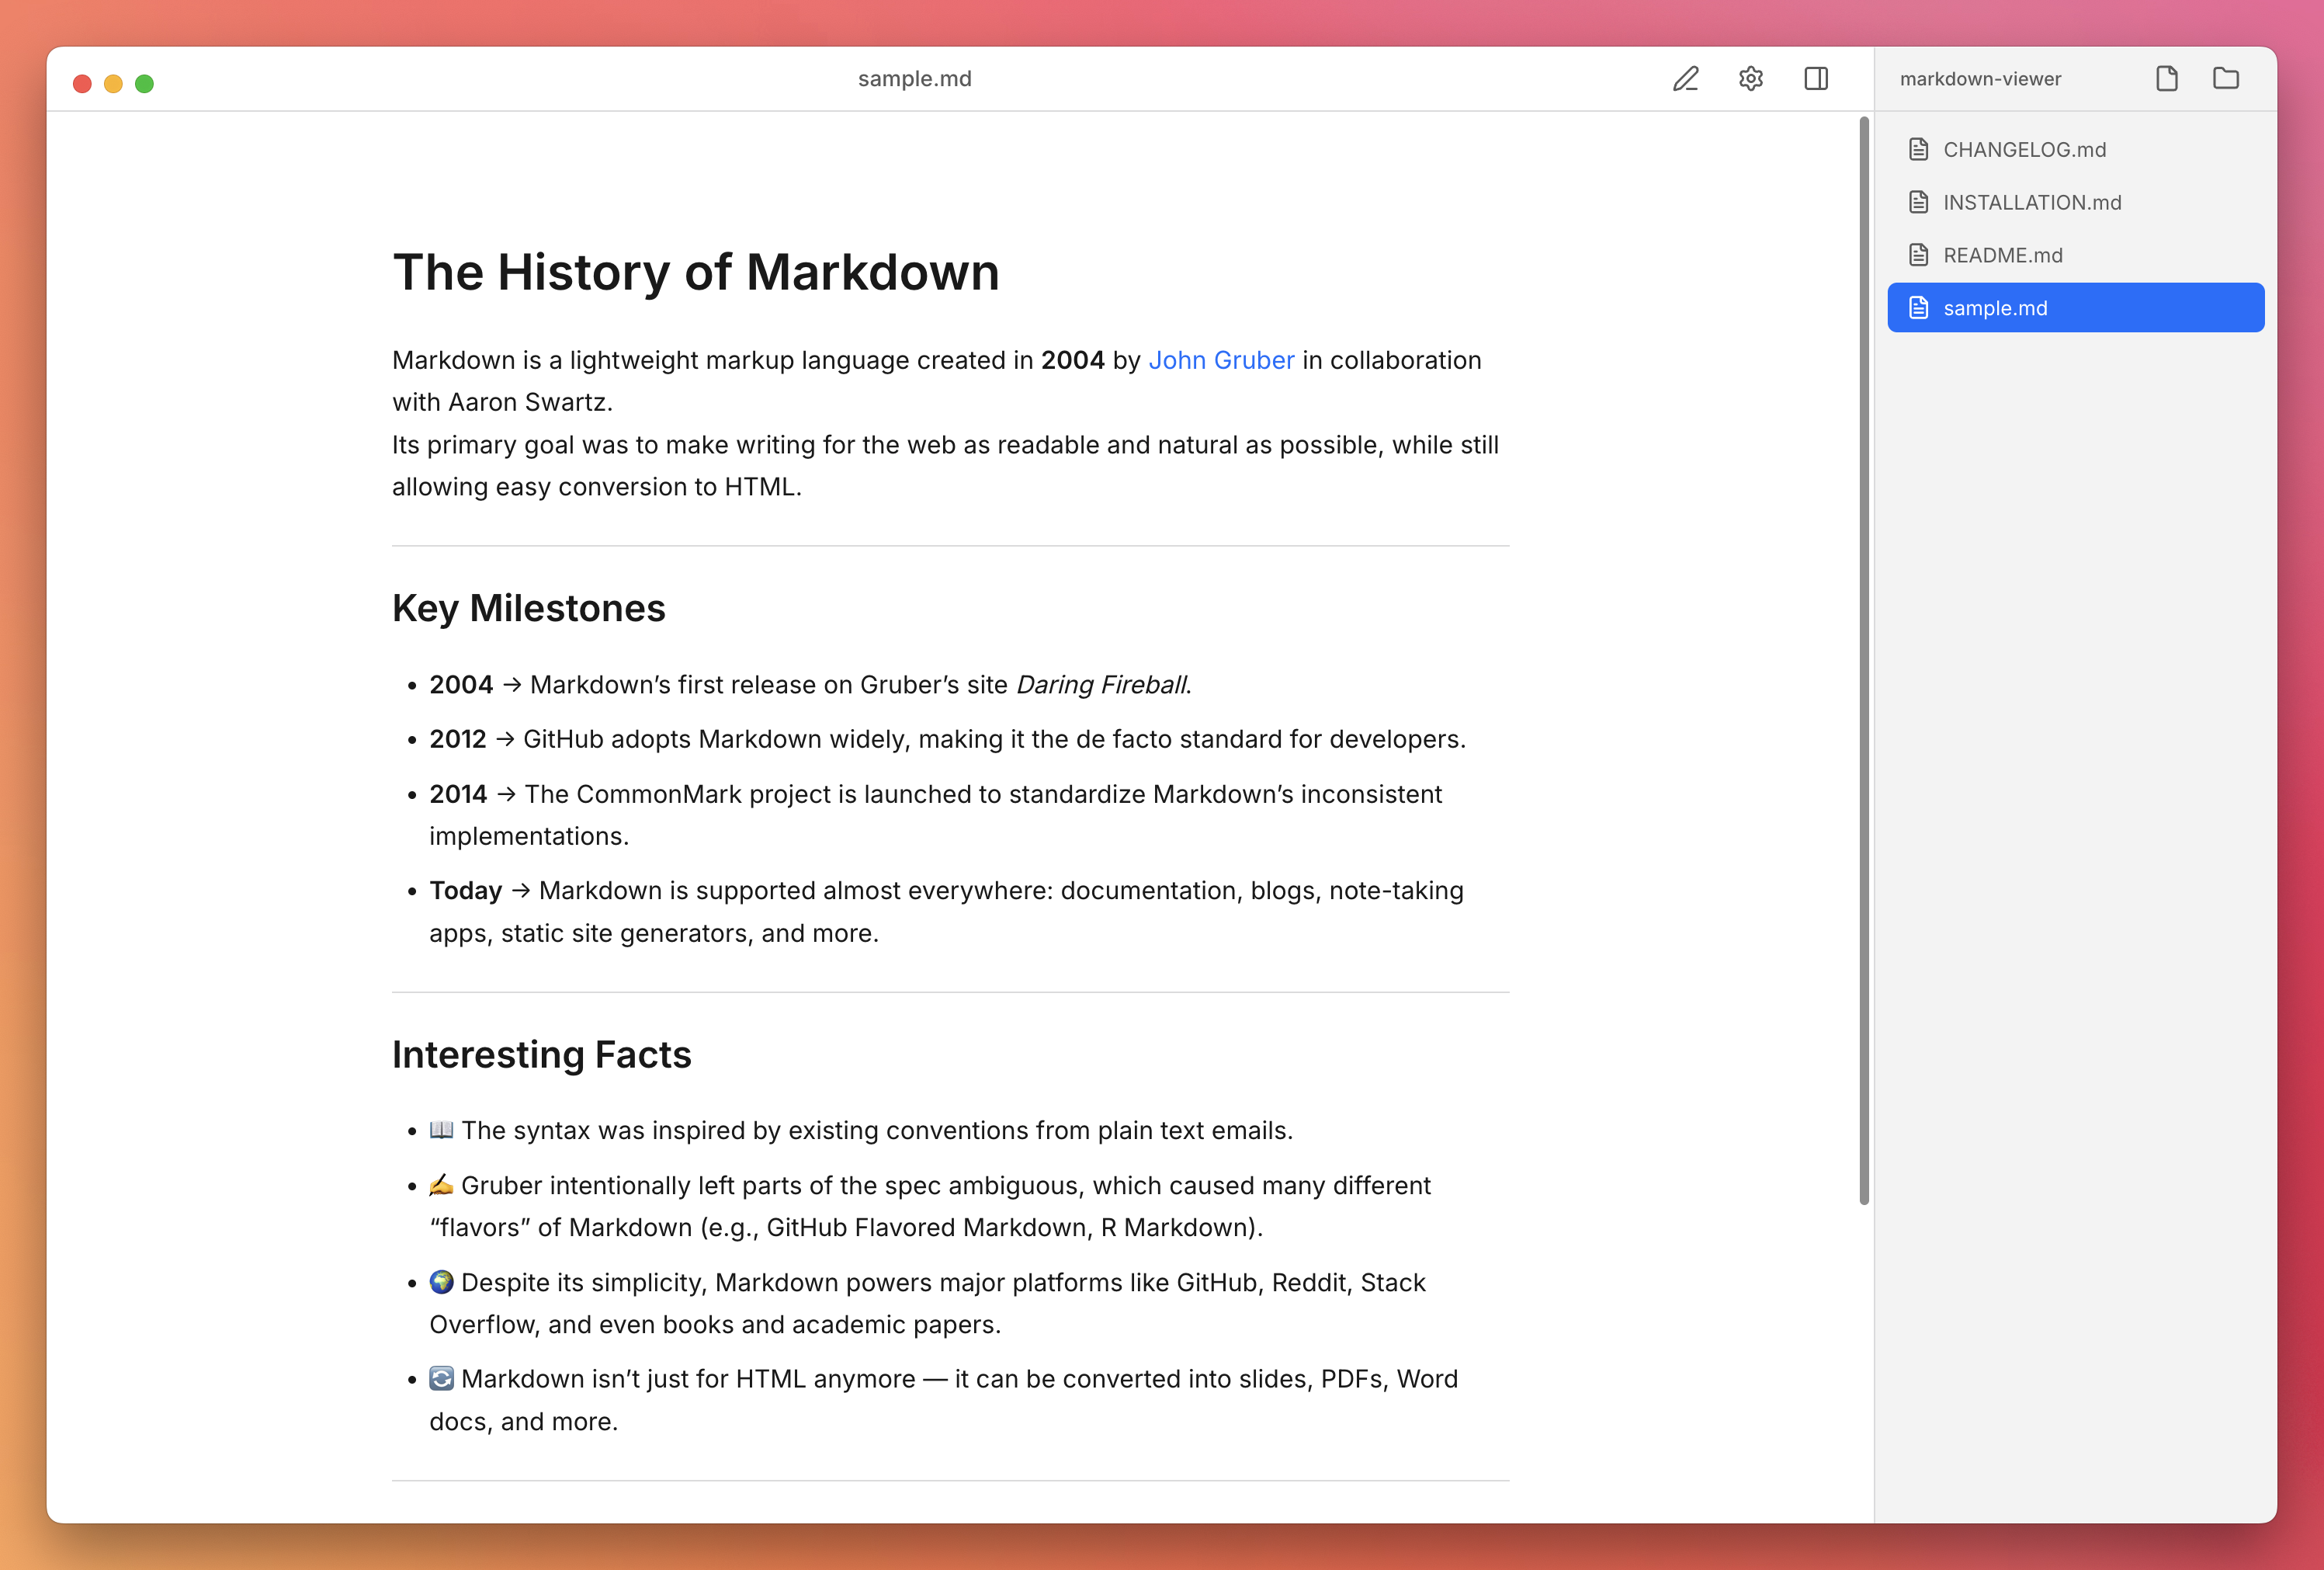 sample.md
markdown-viewer
CHANGELOG.md
INSTALLATION.md
README.md
sample.md
The History of Markdown
Markdown is a lightweight markup language created in 2004 by John Gruber in collaboration
with Aaron Swartz.
Its primary goal was to make writing for the web as readable and natural as possible, while still
allowing easy conversion to HTML.
Key Milestones
• 2004 → Markdown’s first release on Gruber’s site Daring Fireball.
• 2012 → GitHub adopts Markdown widely, making it the de facto standard for developers.
• 2014 → The CommonMark project is launched to standardize Markdown’s inconsistent
implementations.
• Today → Markdown is supported almost everywhere: documentation, blogs, note-taking
apps, static site generators, and more.
Interesting Facts
• 📖 The syntax was inspired by existing conventions from plain text emails.
• ✍️ Gruber intentionally left parts of the spec ambiguous, which caused many different
“flavors” of Markdown (e.g., GitHub Flavored Markdown, R Markdown).
• 🌍 Despite its simplicity, Markdown powers major platforms like GitHub, Reddit, Stack
Overflow, and even books and academic papers.
• 🔄 Markdown isn’t just for HTML anymore — it can be converted into slides, PDFs, Word
docs, and more.